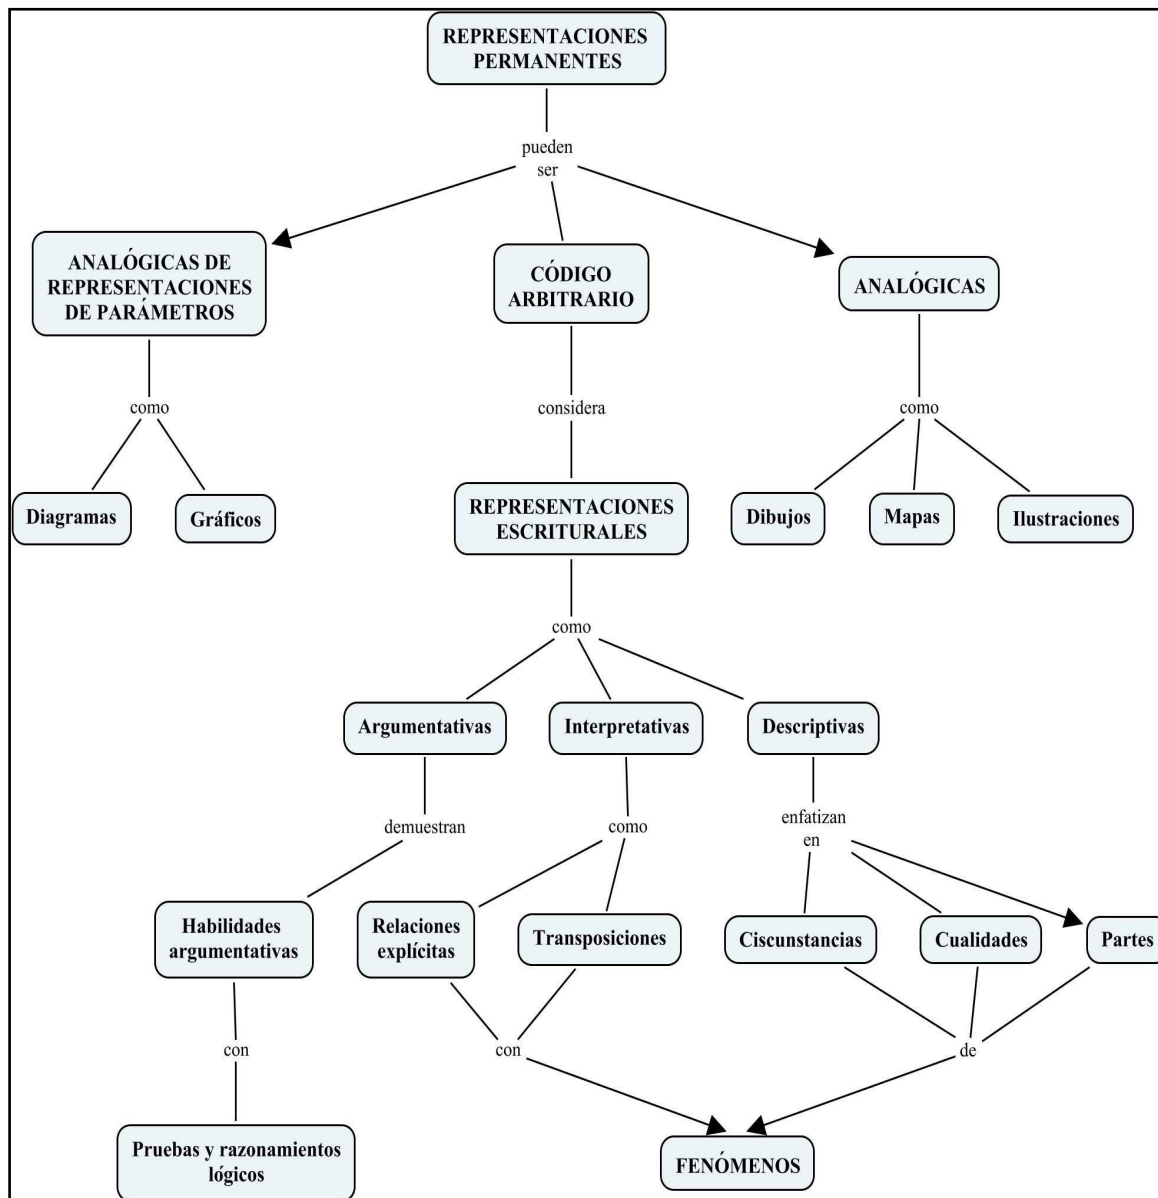 REPRESENTACIONES
PERMANENTES
pueden
ser
ANALÓGICAS DE
REPRESENTACIONES
DE PARÁMETROS
CÓDIGO
ARBITRARIO
ANALÓGICAS
como
considera
como
Diagramas
Gráficos
REPRESENTACIONES
ESCRITURALES
Dibujos
Mapas
Ilustraciones
como
Argumentativas
Interpretativas
Descriptivas
demuestran
como
enfatizan
en
Habilidades
argumentativas
Relaciones
explícitas
Transposiciones
Ciscunstancias
Cualidades
Partes
con
con
de
Pruebas y razonamientos
lógicos
FENÓMENOS